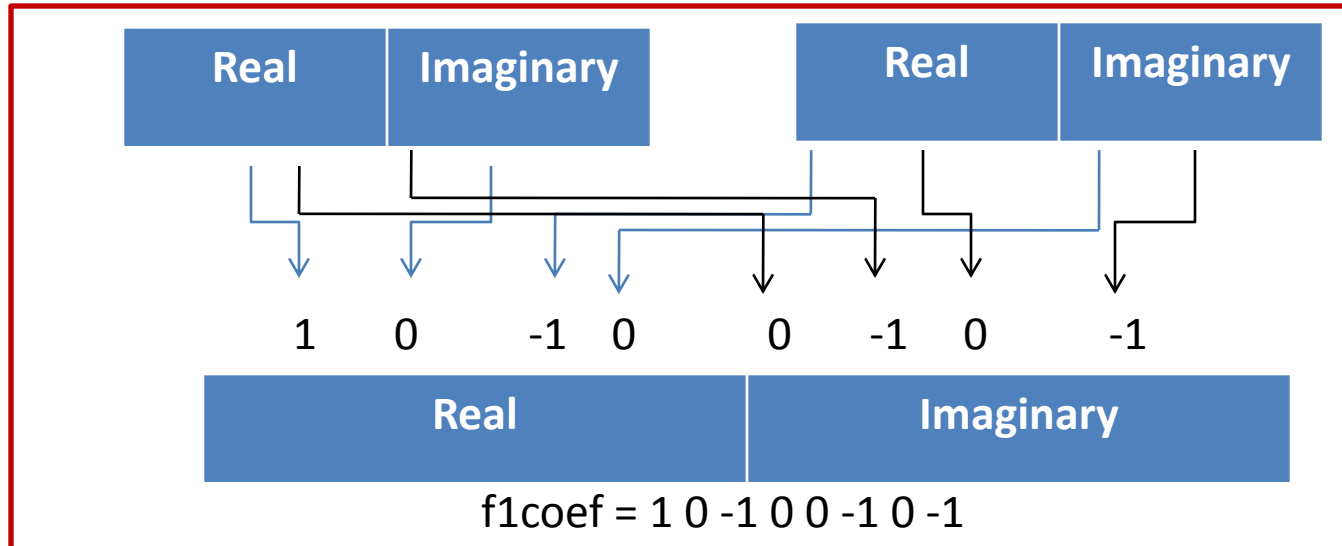 Real Imaginary Real Imaginary
1 0 -1 0 0 -1 0 -1
Real Imaginary
f1coef = 1 0 -1 0 0 -1 0 -1